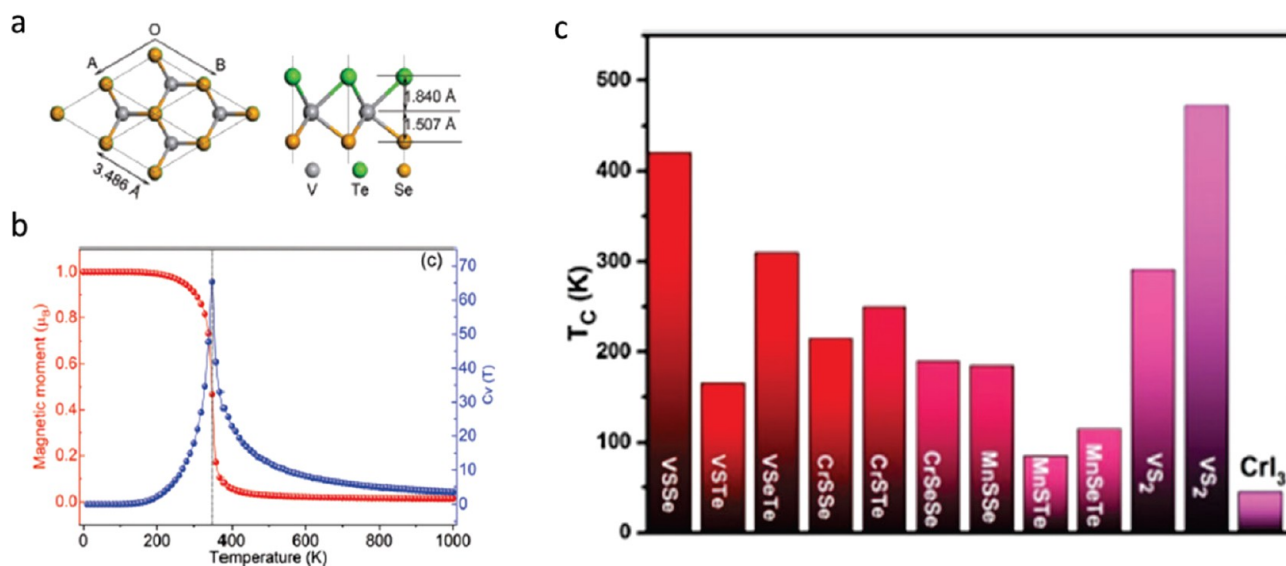 a
O
A
B
3.486 Å
1.840 Å
1.507 Å
V
Te
Se
b
(c)
Magnetic moment (μB)
1.0
0.8
0.6
0.4
0.2
0.0
Cv (T)
70
60
50
40
30
20
10
0
0 200 400 600 800 1000
Temperature (K)
c
TC (K)
500
400
300
200
100
0
VSSe
VSTe
VSeTe
CrSSe
CrSTe
CrSeSe
MnSSe
MnSTe
MnSeTe
VS2
VS2
CrI3